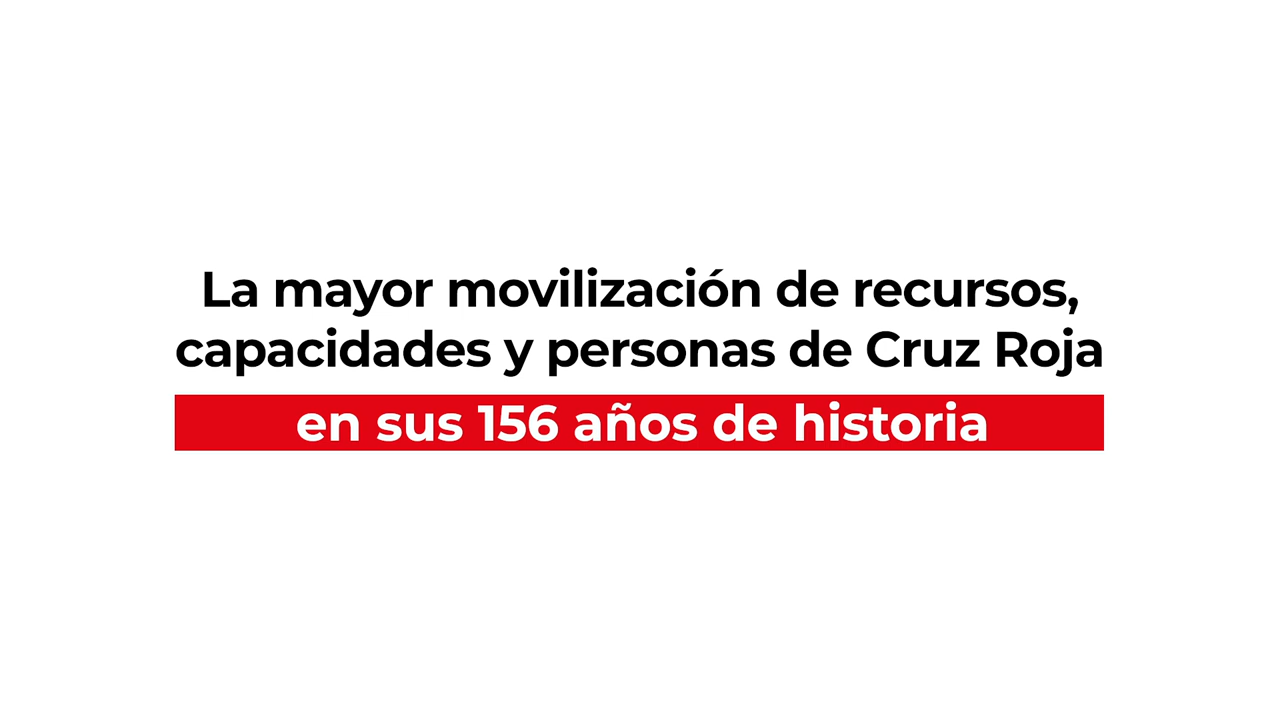 La mayor movilización de recursos,
capacidades y personas de Cruz Roja
en sus 156 años de historia